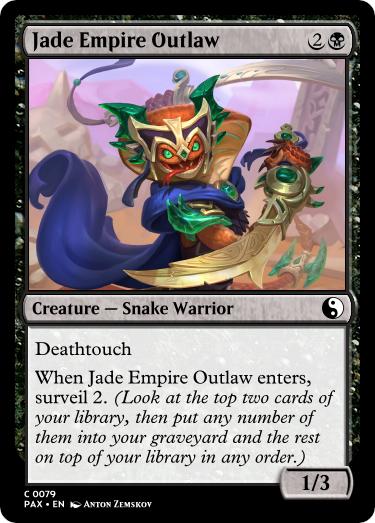 Jade Empire Outlaw 2
Creature — Snake Warrior
Deathtouch
When Jade Empire Outlaw enters,
surveil 2. (Look at the top two cards of
your library, then put any number of
them into your graveyard and the rest
on top of your library in any order.)
1/3
C 0079
PAX • EN Anton Zemskov